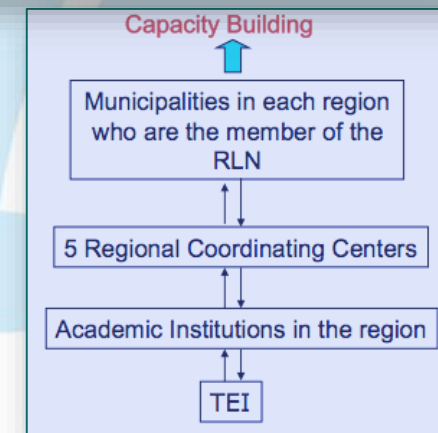 Capacity Building
Municipalities in each region
who are the member of the
RLN
5 Regional Coordinating Centers
Academic Institutions in the region
TEI